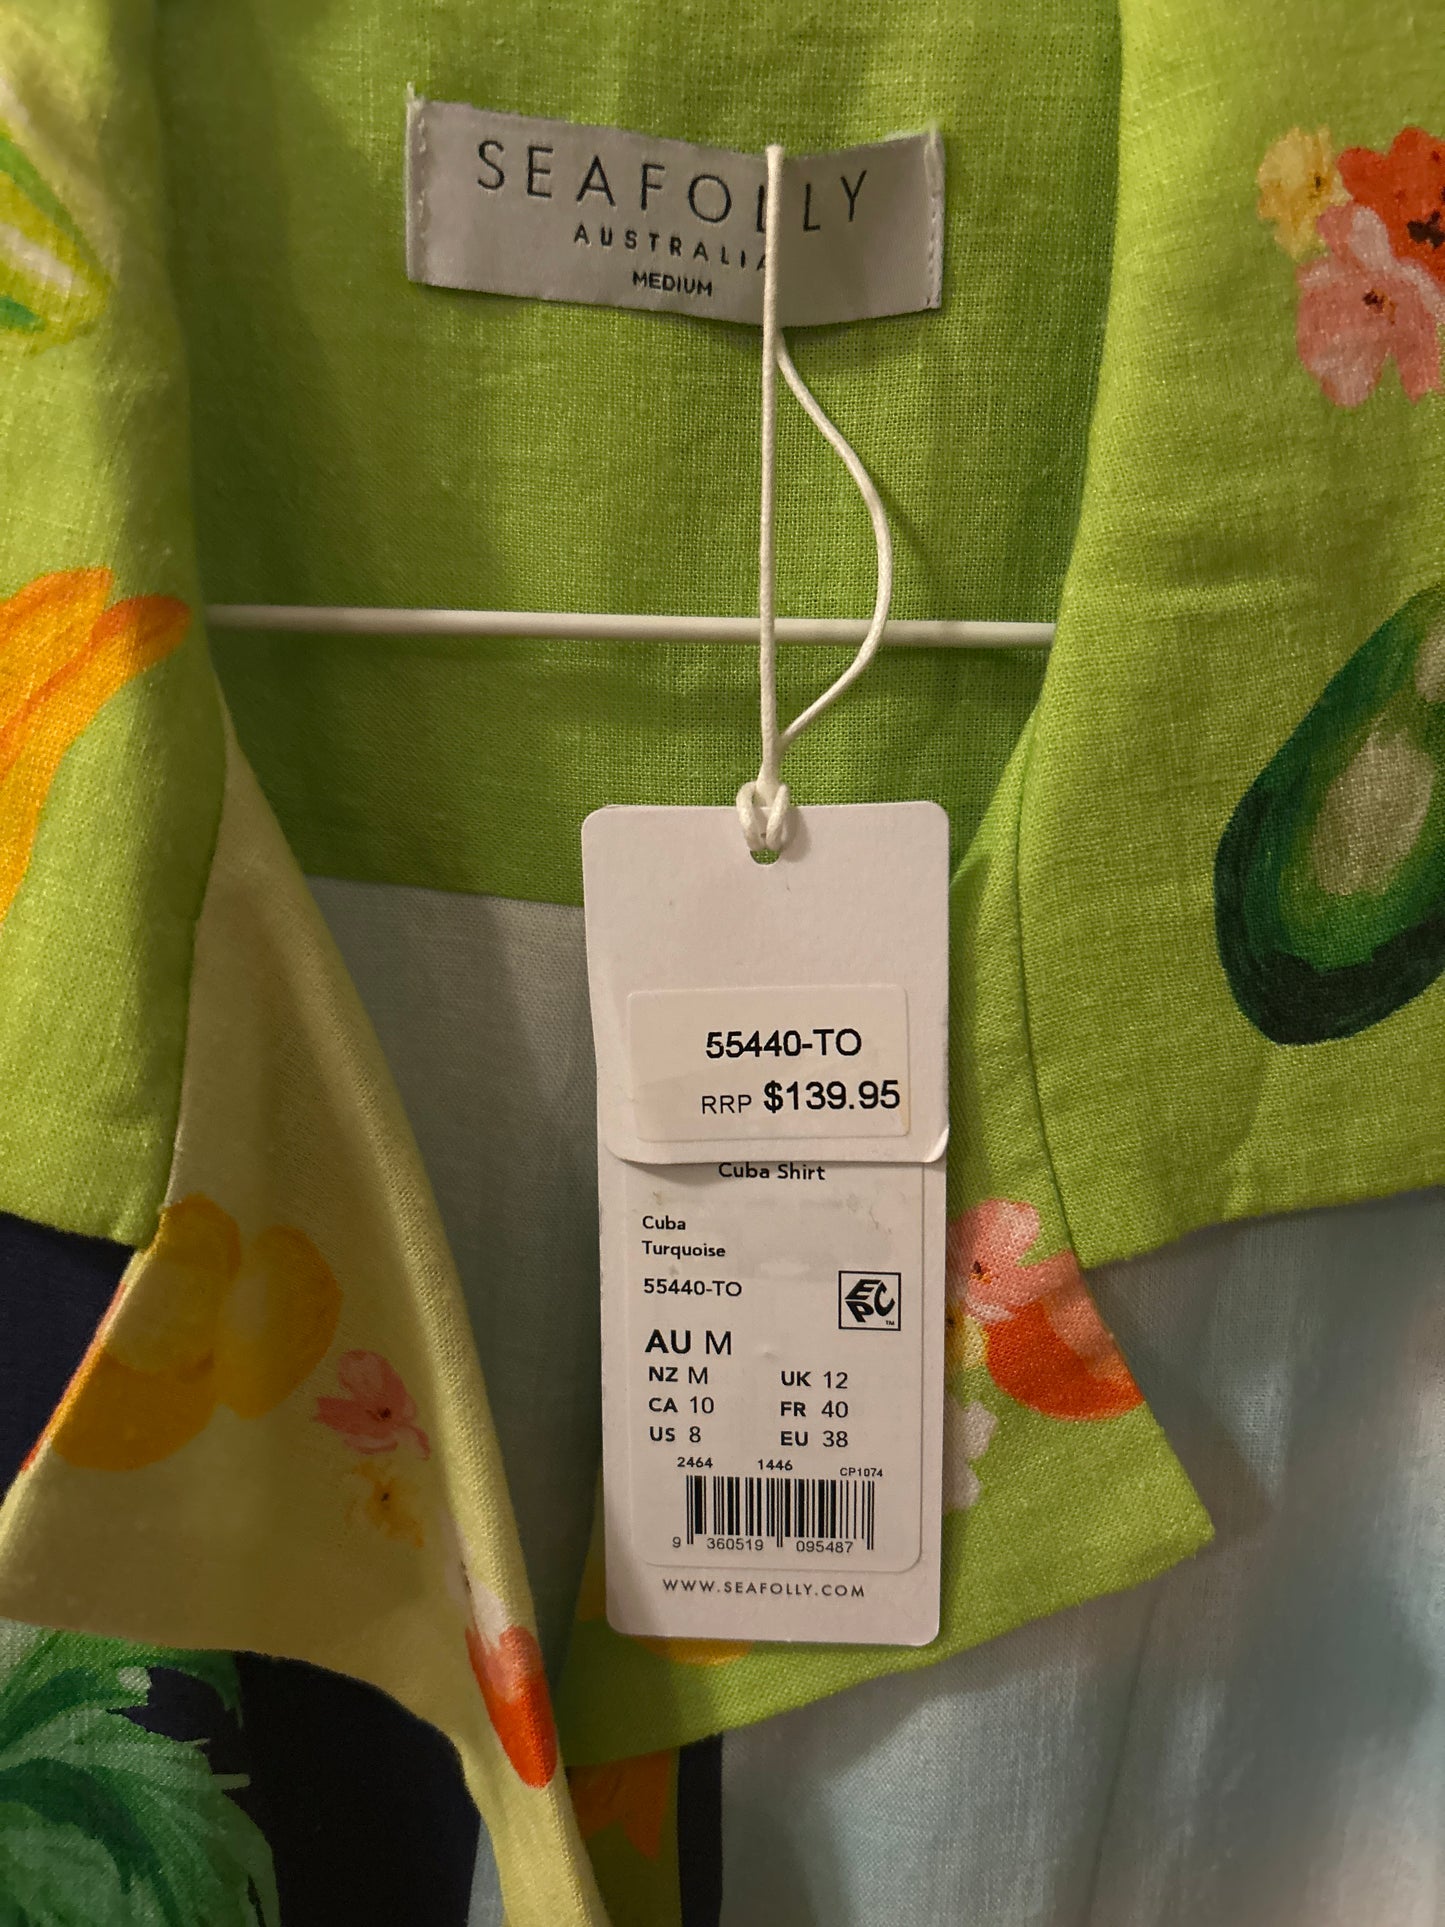 SEAFOLLY
AUSTRALIA
MEDIUM
55440-TO
RRP $139.95
Cuba Shirt
Cuba
Turquoise
55440-TO
EPC™
AU M
NZ M UK 12
CA 10 FR 40
US 8 EU 38
2464 1446 CP1074
9 360519 095487
WWW.SEAFOLLY.COM